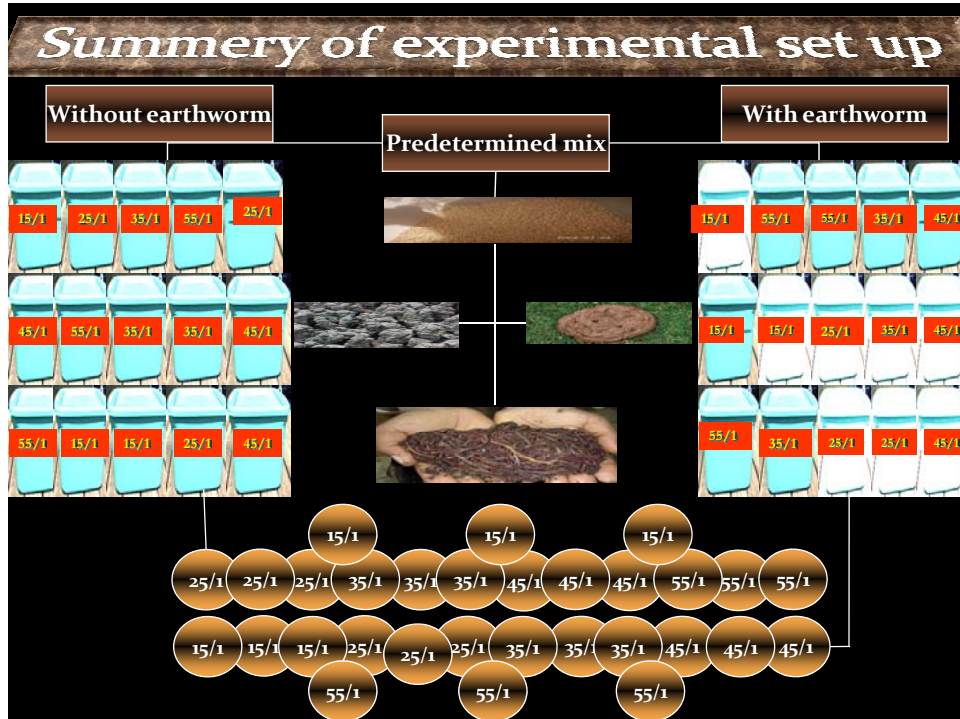 Summery of experimental set up
Without earthworm
Predetermined mix
With earthworm
15/1 25/1 35/1 55/1 25/1
45/1 55/1 35/1 35/1 45/1
55/1 15/1 15/1 25/1 45/1
15/1 55/1 55/1 35/1 45/1
15/1 15/1 25/1 35/1 45/1
55/1 35/1 25/1 25/1 45/1
15/1 15/1 15/1
25/1 25/1 25/1 35/1 35/1 35/1 45/1 45/1 45/1 55/1 55/1 55/1
15/1 15/1 15/1 25/1 25/1 25/1 35/1 35/1 35/1 45/1 45/1 45/1
55/1 55/1 55/1